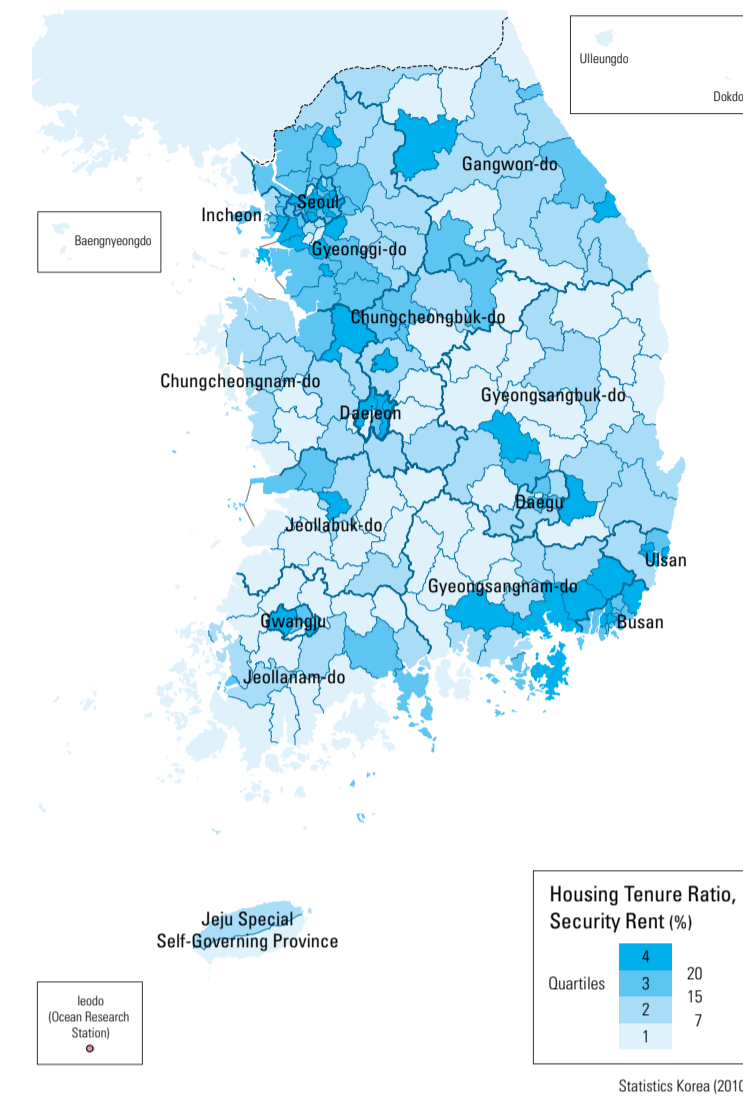 Ulleungdo
Dokdo
Gangwon-do
Seoul
Incheon
Baengnyeongdo
Gyeonggi-do
Chungcheongbuk-do
Chungcheongnam-do
Gyeongsangbuk-do
Daejeon
Daegu
Jeollabuk-do
Ulsan
Gyeongsangnam-do
Gwangju
Busan
Jeollanam-do
Jeju Special
Self-Governing Province
Housing Tenure Ratio,
Security Rent (%)
Quartiles
4
3
2
1
20
15
7
Ieodo
(Ocean Research
Station)
Statistics Korea (2010